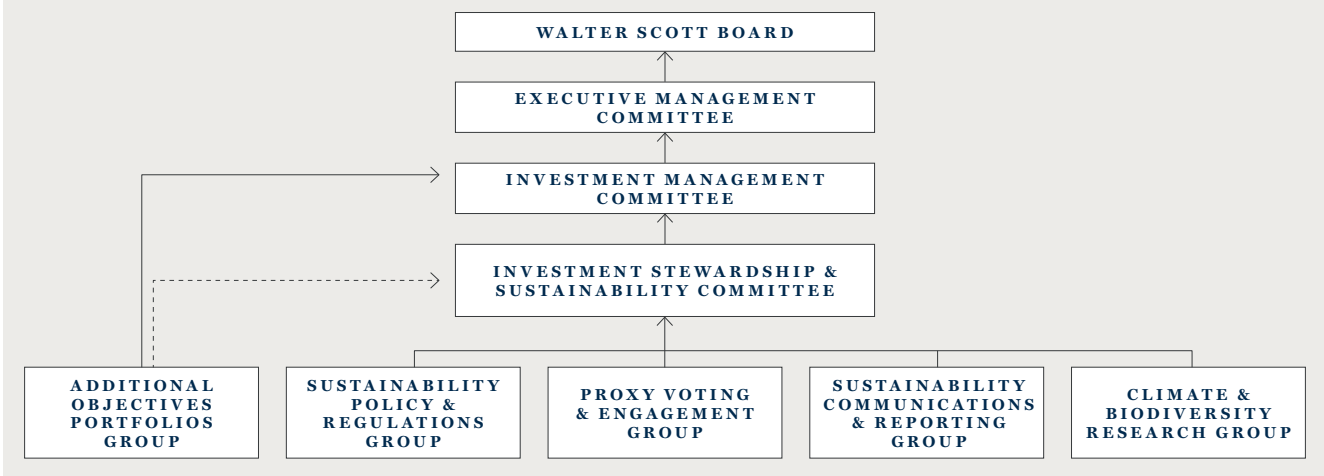 WALTER SCOTT BOARD
EXECUTIVE MANAGEMENT
COMMITTEE
INVESTMENT MANAGEMENT
COMMITTEE
INVESTMENT STEWARDSHIP &
SUSTAINABILITY COMMITTEE
ADDITIONAL
OBJECTIVES
PORTFOLIOS
GROUP
SUSTAINABILITY
POLICY &
REGULATIONS
GROUP
PROXY VOTING
& ENGAGEMENT
GROUP
SUSTAINABILITY
COMMUNICATIONS
& REPORTING
GROUP
CLIMATE &
BIODIVERSITY
RESEARCH GROUP